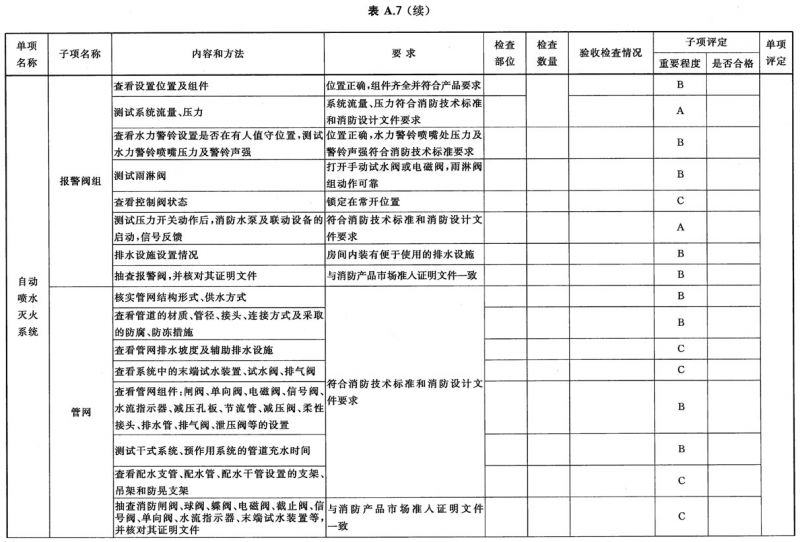 表 A.7（续）
单项名称
子项名称
内容和方法
要 求
检查部位
检查数量
验收检查情况
子项评定
重要程度
是否合格
单项评定
自动喷水灭火系统
报警阀组
查看设置位置及组件
位置正确,组件齐全并符合产品要求
B
测试系统流量、压力
系统流量、压力符合消防技术标准
和消防设计文件要求
A
查看水力警铃设置是否在有人值守位置,测试
水力警铃喷嘴压力及警铃声强
位置正确,水力警铃喷嘴处压力及
警铃声强符合消防技术标准要求
B
测试雨淋阀
打开手动试水阀或电磁阀,雨淋阀
组动作可靠
B
查看控制阀状态
锁定在常开位置
C
测试压力开关动作后,消防水泵及联动设备的
启动,信号反馈
符合消防技术标准和消防设计文
件要求
A
排水设施设置情况
房间内装有便于使用的排水设施
B
抽查报警阀,并核对其证明文件
与消防产品市场准入证明文件一致
B
管网
核实管网结构形式、供水方式
符合消防技术标准和消防设计文
件要求
B
查看管道的材质、管径、接头、连接方式及采取
的防腐、防冻措施
B
查看管网排水坡度及辅助排水设施
C
查看系统中的末端试水装置、试水阀、排气阀
C
查看管网组件:闸阀、单向阀、电磁阀、信号阀、
水流指示器、减压孔板、节流管、减压阀、柔性
接头、排水管、排气阀、泄压阀等的设置
B
测试干式系统、预作用系统的管道充水时间
B
查看配水支管、配水管、配水干管设置的支架、
吊架和防晃支架
C
抽查消防闸阀、球阀、蝶阀、电磁阀、截止阀、信
号阀、单向阀、水流指示器、末端试水装置等,
并核对其证明文件
与消防产品市场准入证明文件
一致
C